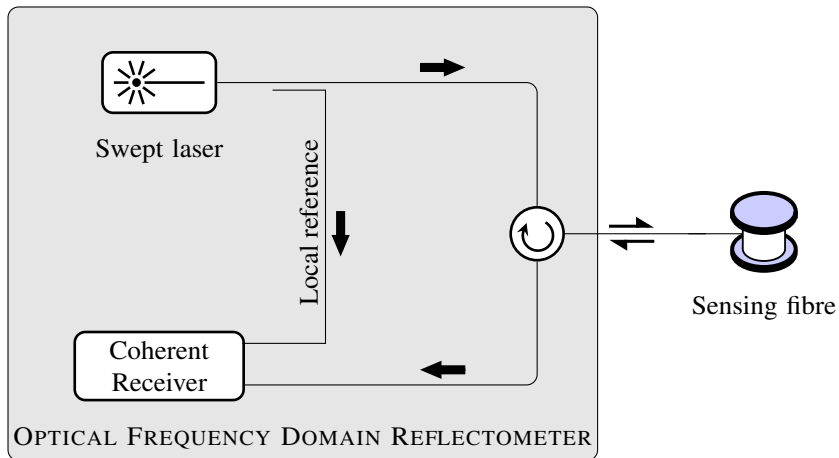 Swept laser
Local reference
Sensing fibre
Coherent
Receiver
OPTICAL FREQUENCY DOMAIN REFLECTOMETER